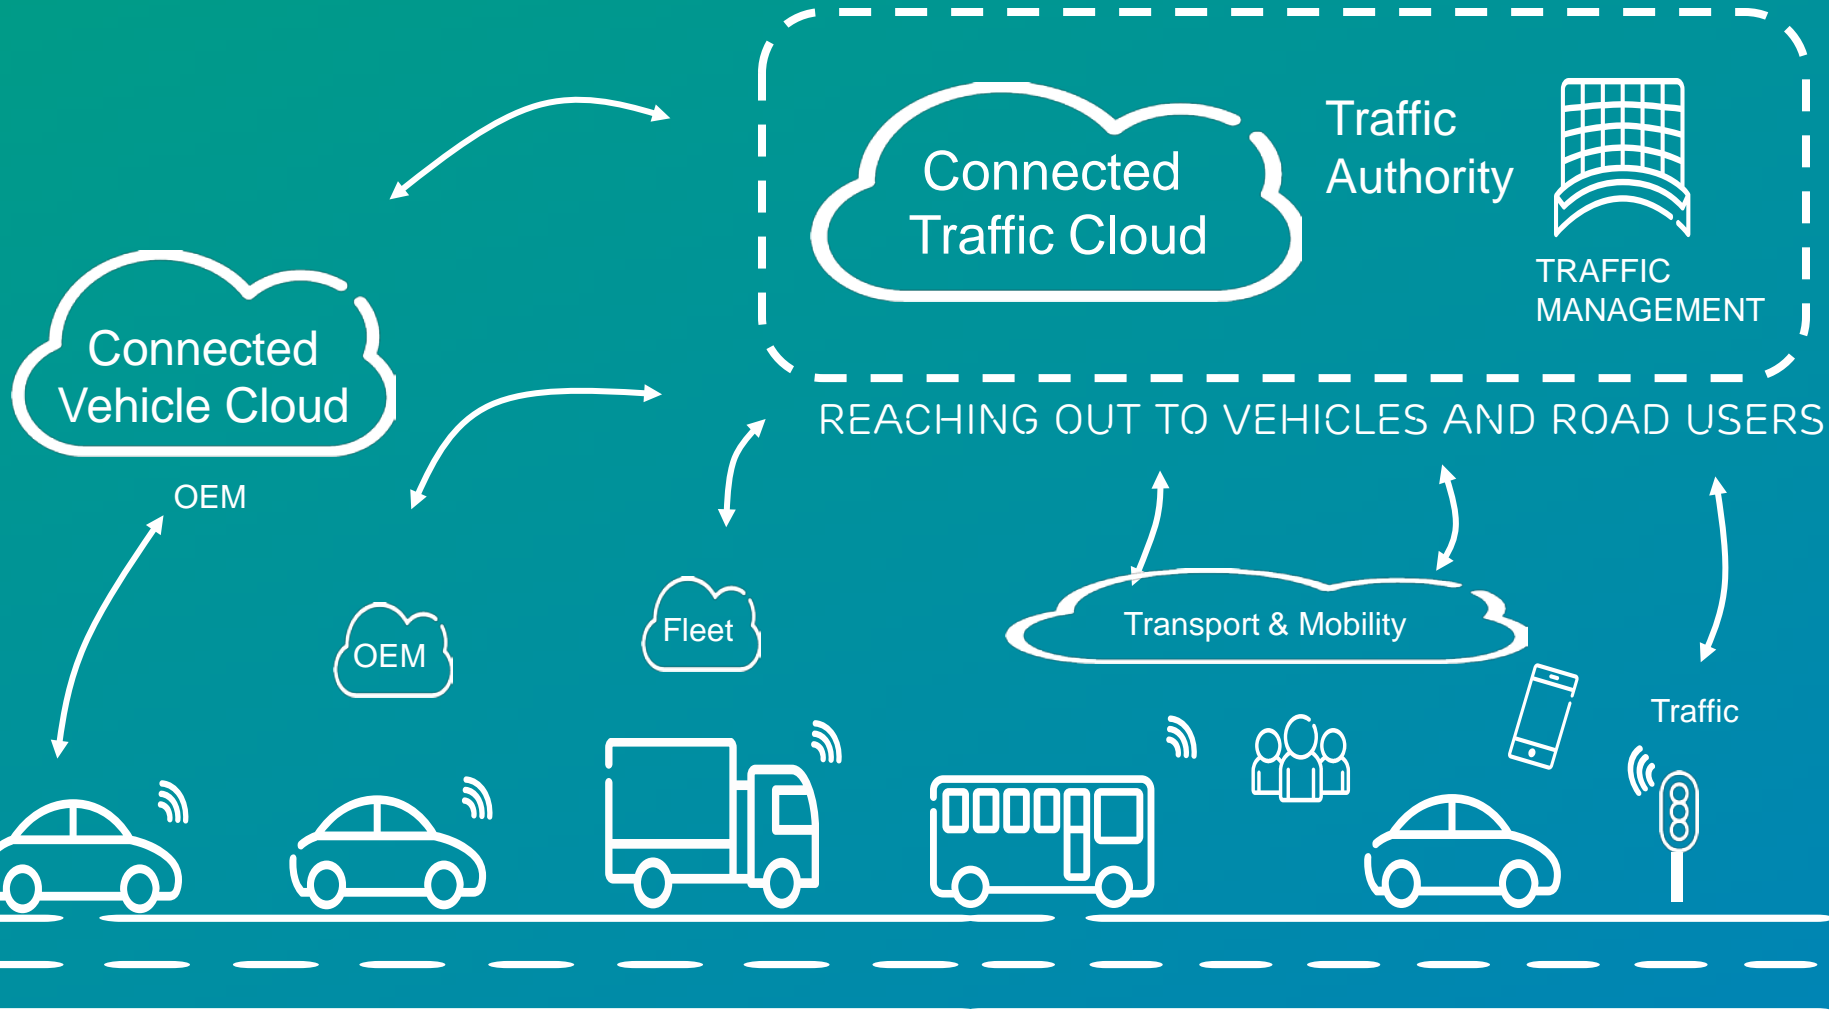 Connected
Traffic Cloud
Traffic
Authority
TRAFFIC
MANAGEMENT
Connected
Vehicle Cloud
REACHING OUT TO VEHICLES AND ROAD USERS
OEM
OEM
Fleet
Transport & Mobility
Traffic